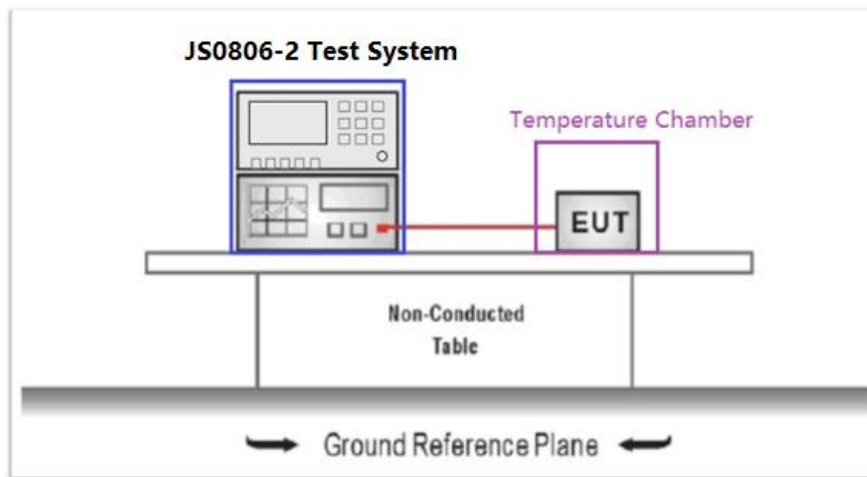 JS0806-2 Test System
Temperature Chamber
EUT
Non-Conducted
Table
Ground Reference Plane